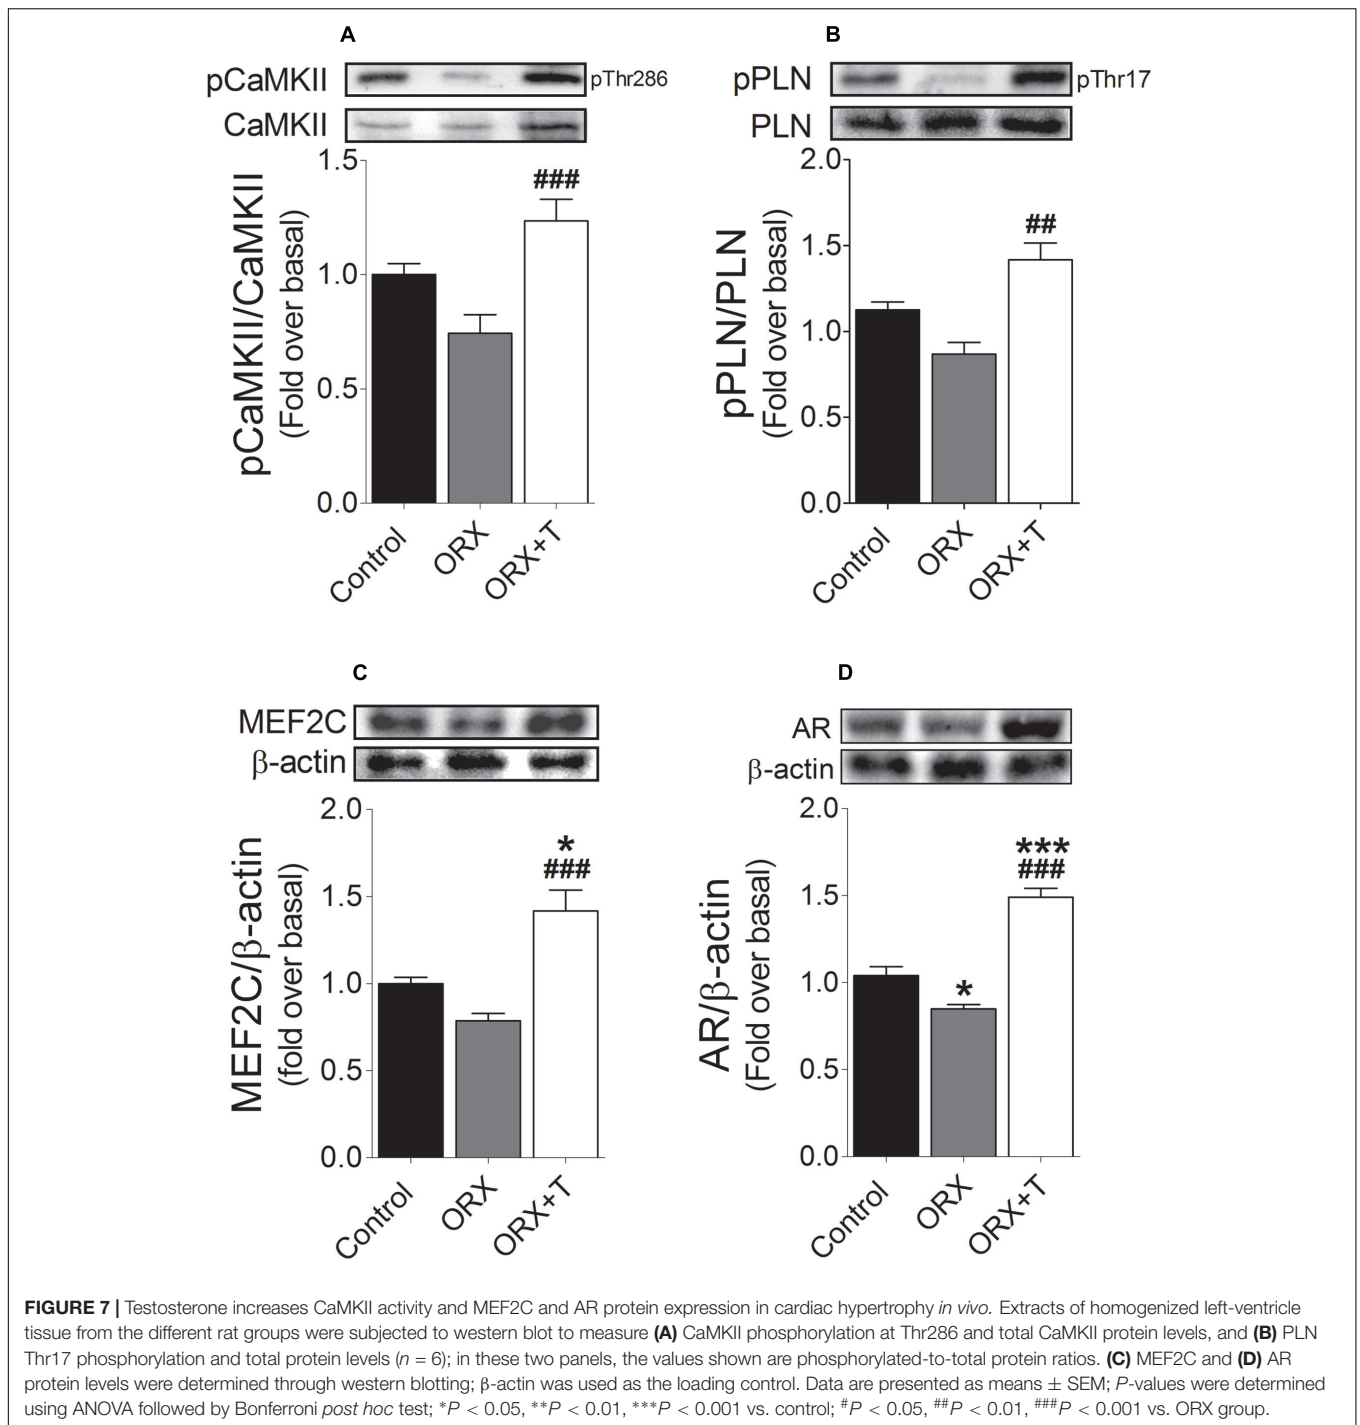 A
pCaMKII pThr286
CaMKII
pCaMKII/CaMKII
(Fold over basal)
1.5
1.0
0.5
0.0
###
Control
ORX
ORX+T
B
pPLN pThr17
PLN
pPLN/PLN
(Fold over basal)
2.0
1.5
1.0
0.5
0.0
##
Control
ORX
ORX+T
C
MEF2C
β-actin
MEF2C/β-actin
(fold over basal)
2.0
1.5
1.0
0.5
0.0
*
###
Control
ORX
ORX+T
D
AR
β-actin
AR/β-actin
(Fold over basal)
2.0
1.5
1.0
0.5
0.0
*
***
###
Control
ORX
ORX+T
FIGURE 7 | Testosterone increases CaMKII activity and MEF2C and AR protein expression in cardiac hypertrophy in vivo. Extracts of homogenized left-ventricle
tissue from the different rat groups were subjected to western blot to measure (A) CaMKII phosphorylation at Thr286 and total CaMKII protein levels, and (B) PLN
Thr17 phosphorylation and total protein levels (n = 6); in these two panels, the values shown are phosphorylated-to-total protein ratios. (C) MEF2C and (D) AR
protein levels were determined through western blotting; β-actin was used as the loading control. Data are presented as means ± SEM; P-values were determined
using ANOVA followed by Bonferroni post hoc test; *P < 0.05, **P < 0.01, ***P < 0.001 vs. control; #P < 0.05, ##P < 0.01, ###P < 0.001 vs. ORX group.